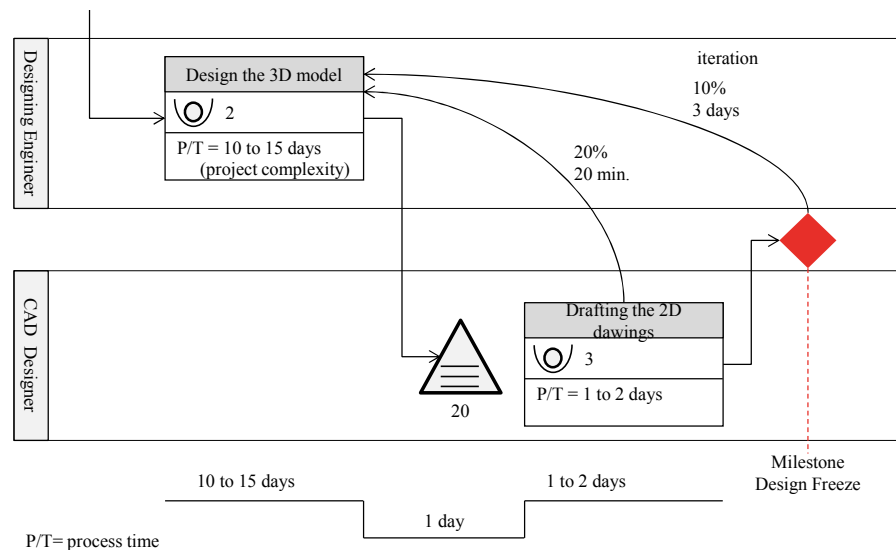 Designing Engineer
Design the 3D model
2
P/T = 10 to 15 days
(project complexity)
iteration
10%
3 days
20%
20 min.
CAD Designer
20
Drafting the 2D
dawings
3
P/T = 1 to 2 days
Milestone
Design Freeze
10 to 15 days
1 day
1 to 2 days
P/T= process time